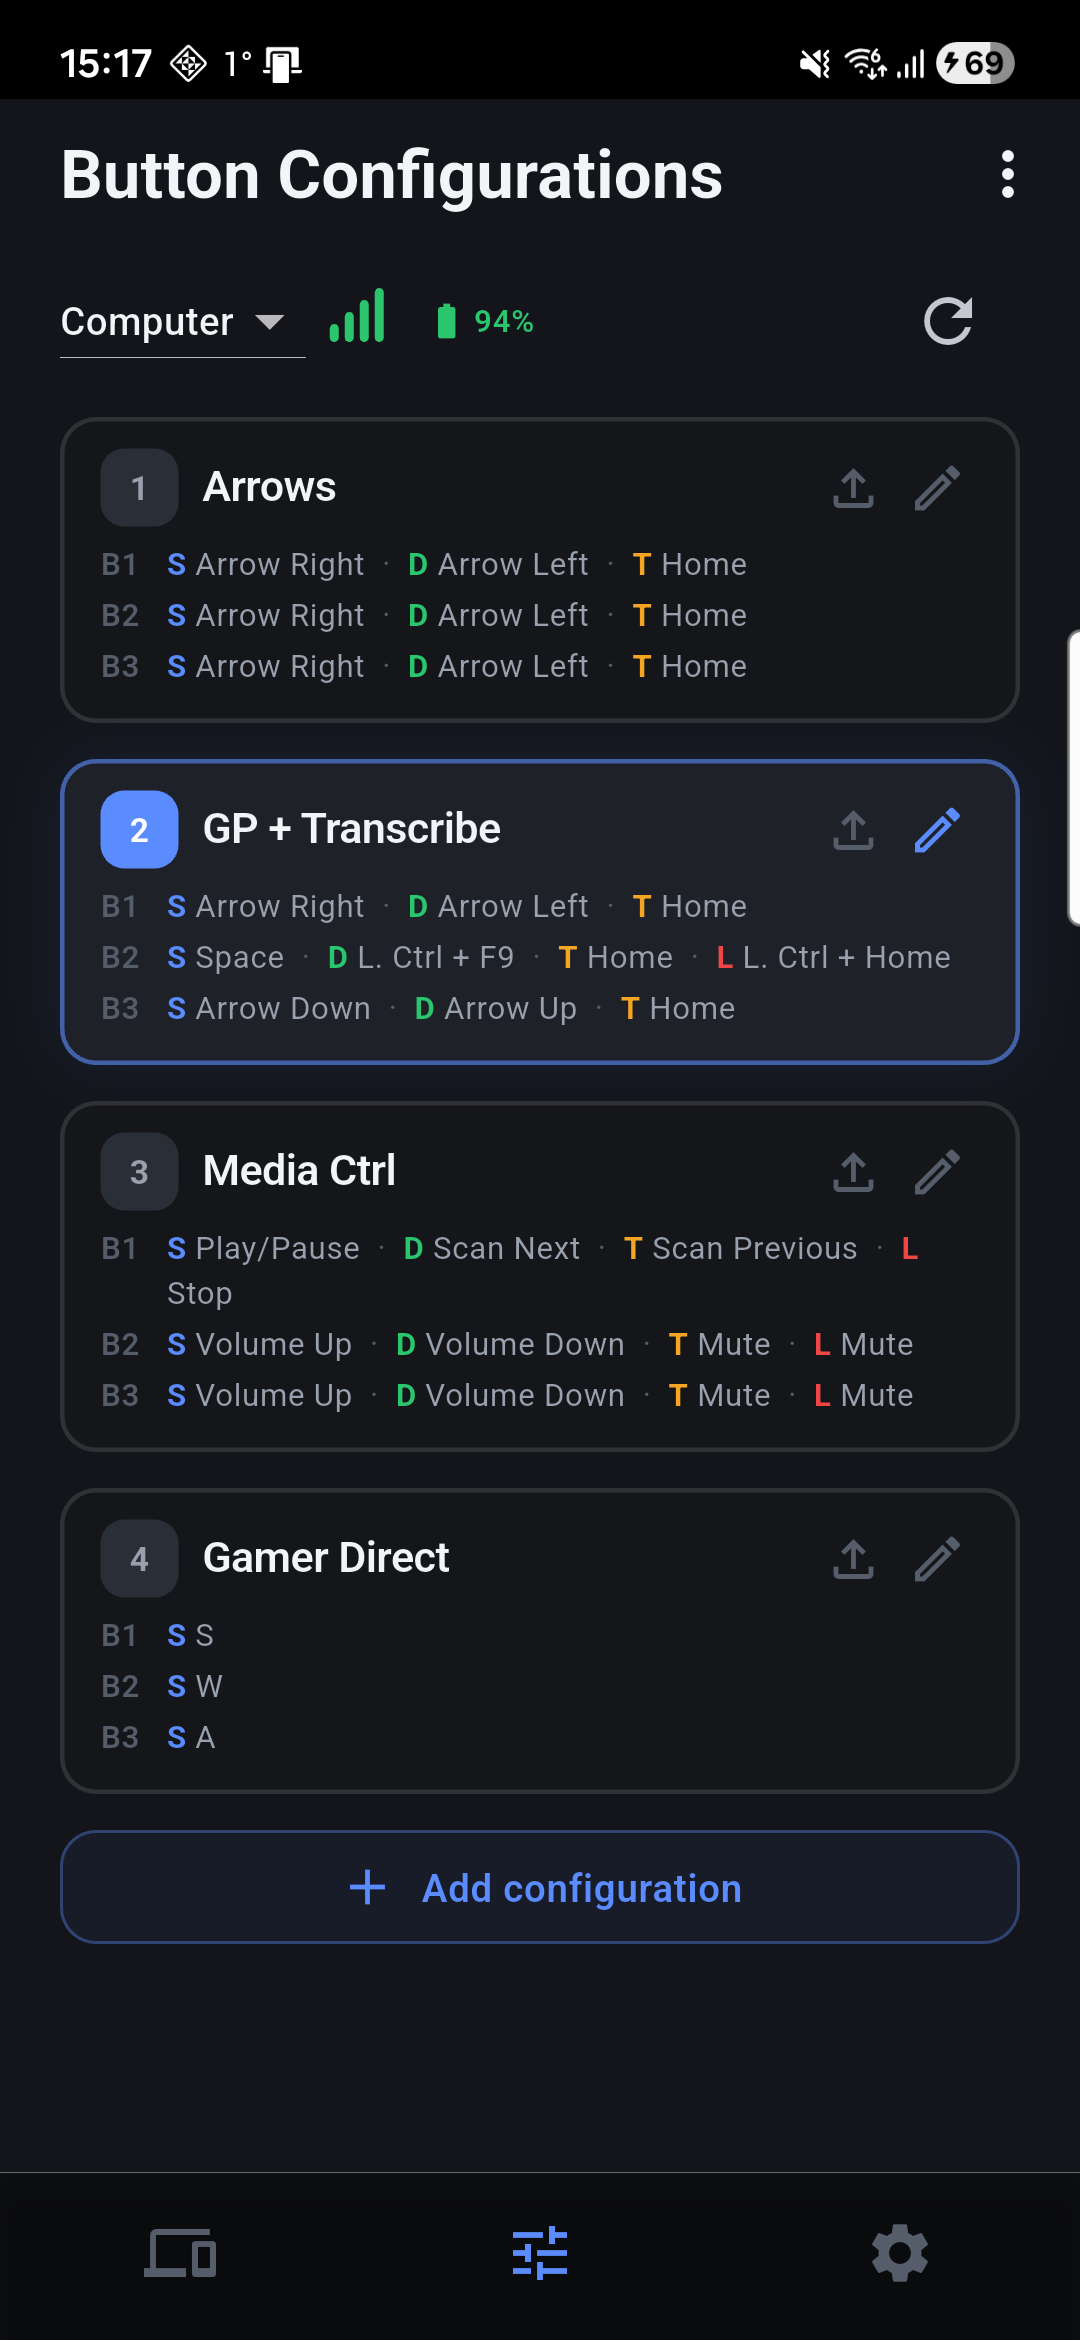 15:17 1° 6 69
Button Configurations
Computer 94%
1 Arrows
B1 S Arrow Right · D Arrow Left · T Home
B2 S Arrow Right · D Arrow Left · T Home
B3 S Arrow Right · D Arrow Left · T Home
2 GP + Transcribe
B1 S Arrow Right · D Arrow Left · T Home
B2 S Space · D L. Ctrl + F9 · T Home · L L. Ctrl + Home
B3 S Arrow Down · D Arrow Up · T Home
3 Media Ctrl
B1 S Play/Pause · D Scan Next · T Scan Previous · L
Stop
B2 S Volume Up · D Volume Down · T Mute · L Mute
B3 S Volume Up · D Volume Down · T Mute · L Mute
4 Gamer Direct
B1 S S
B2 S W
B3 S A
+ Add configuration